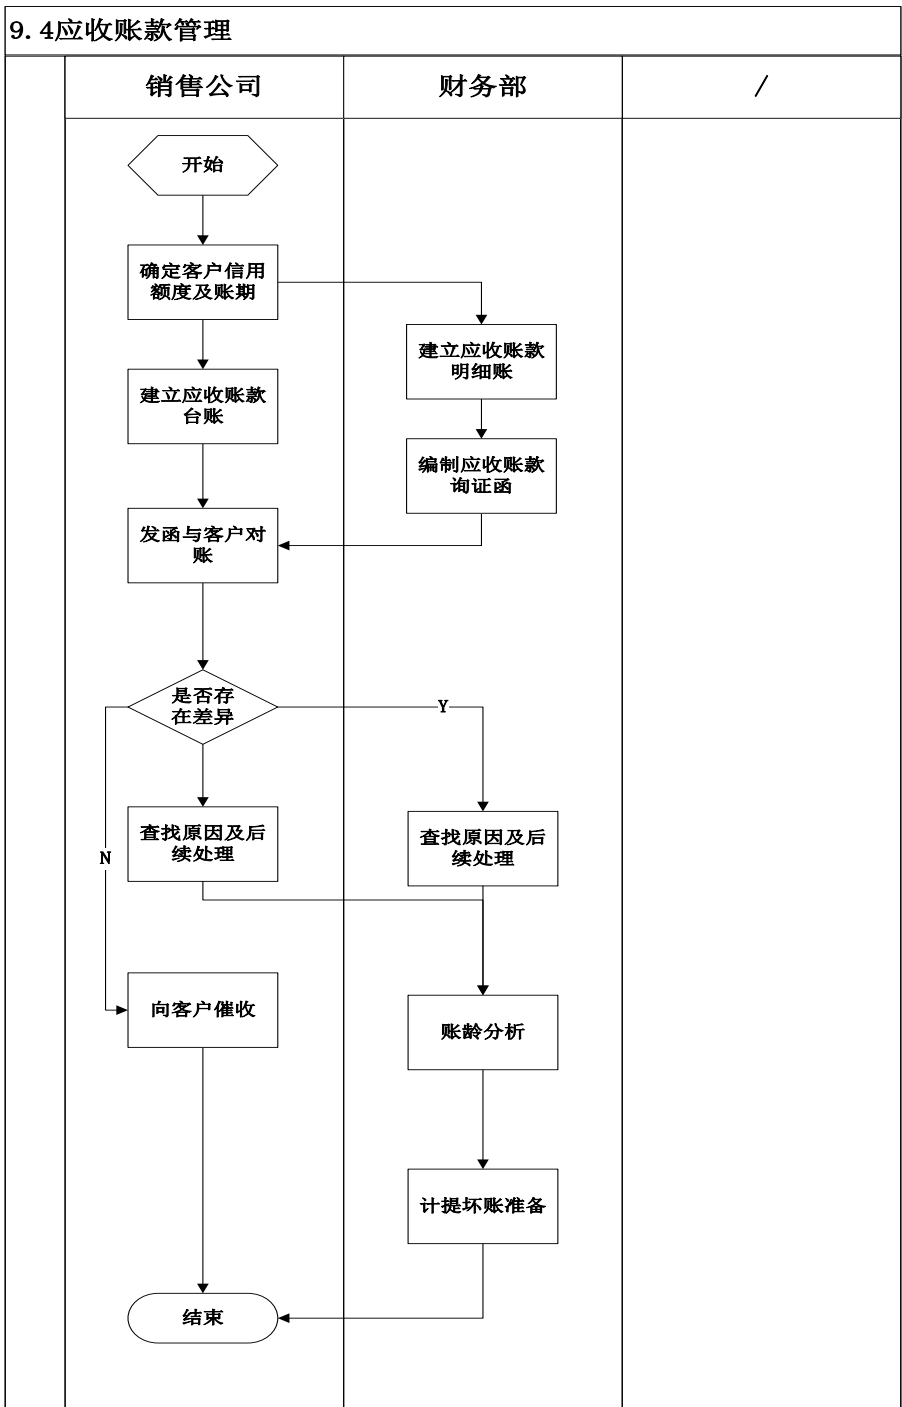 9.4应收账款管理
销售公司
财务部
/
开始
确定客户信用
额度及账期
建立应收账款
明细账
建立应收账款
台账
编制应收账款
询证函
发函与客户对
账
是否存
在差异
Y
查找原因及后
续处理
查找原因及后
续处理
N
向客户催收
账龄分析
计提坏账准备
结束